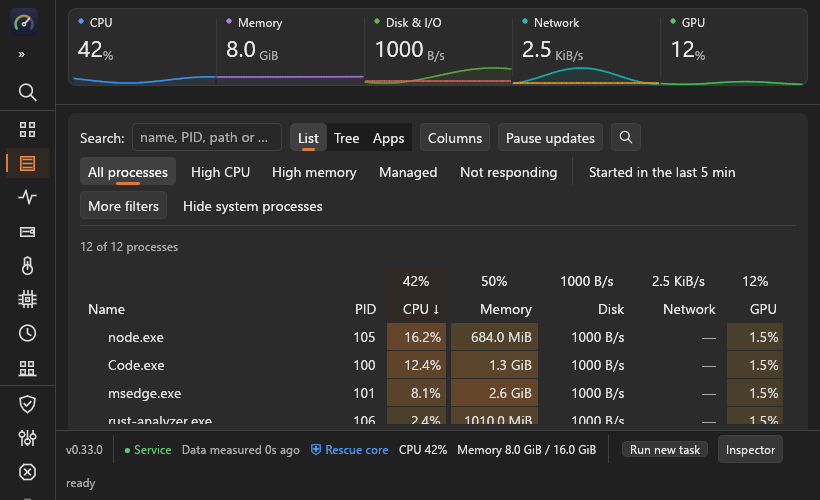 CPU
Memory
Disk & I/O
Network
GPU
42%
8.0 GiB
1000 B/s
2.5 KiB/s
12%
»
Search: name, PID, path or ... List Tree Apps Columns Pause updates
All processes High CPU High memory Managed Not responding Started in the last 5 min
More filters Hide system processes
12 of 12 processes
42% 50% 1000 B/s 2.5 KiB/s 12%
Name PID CPU ↓ Memory Disk Network GPU
node.exe 105 16.2% 684.0 MiB 1000 B/s — 1.5%
Code.exe 100 12.4% 1.3 GiB 1000 B/s — 1.5%
msedge.exe 101 8.1% 2.6 GiB 1000 B/s — 1.5%
rust-analyzer.exe 106 2.4% 1010.0 MiB 1000 B/s — 1.5%
v0.33.0 Service Data measured 0s ago Rescue core CPU 42% Memory 8.0 GiB / 16.0 GiB Run new task Inspector
ready